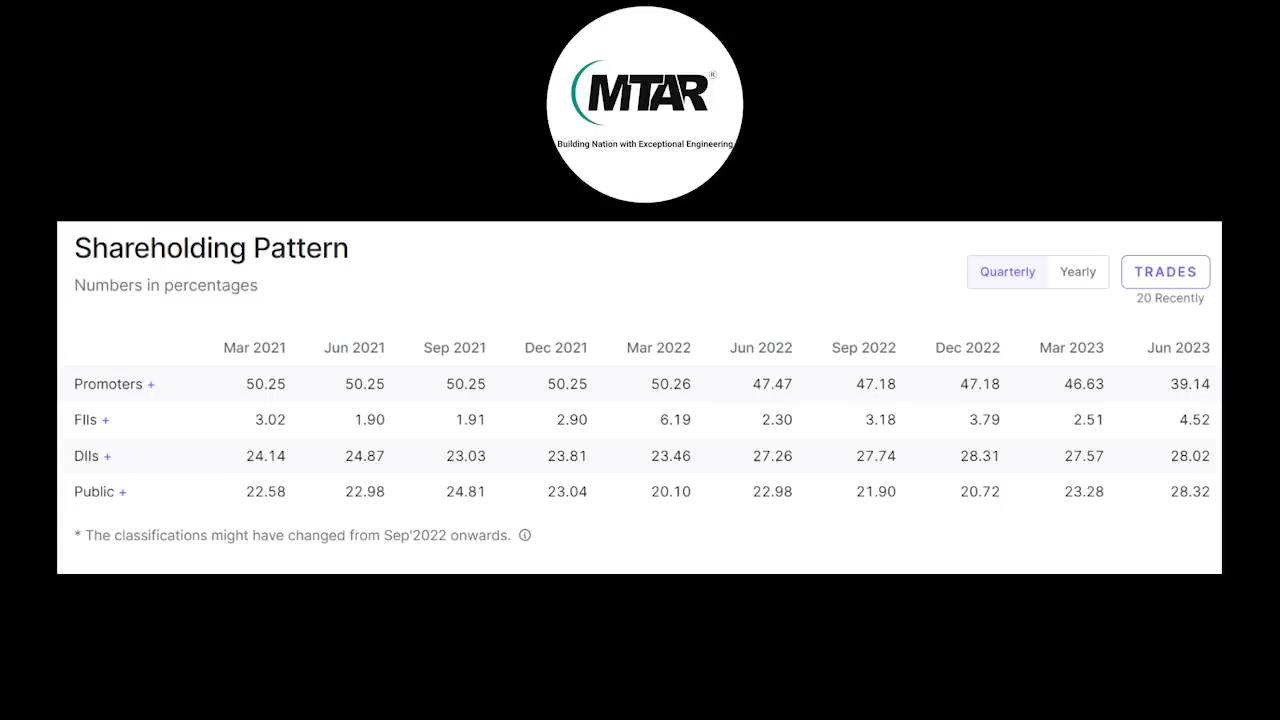 MTAR®
Building Nation with Exceptional Engineering
Shareholding Pattern
Numbers in percentages
Quarterly Yearly TRADES
20 Recently
Mar 2021 Jun 2021 Sep 2021 Dec 2021 Mar 2022 Jun 2022 Sep 2022 Dec 2022 Mar 2023 Jun 2023
Promoters + 50.25 50.25 50.25 50.25 50.26 47.47 47.18 47.18 46.63 39.14
FIIs + 3.02 1.90 1.91 2.90 6.19 2.30 3.18 3.79 2.51 4.52
DIIs + 24.14 24.87 23.03 23.81 23.46 27.26 27.74 28.31 27.57 28.02
Public + 22.58 22.98 24.81 23.04 20.10 22.98 21.90 20.72 23.28 28.32
* The classifications might have changed from Sep'2022 onwards.